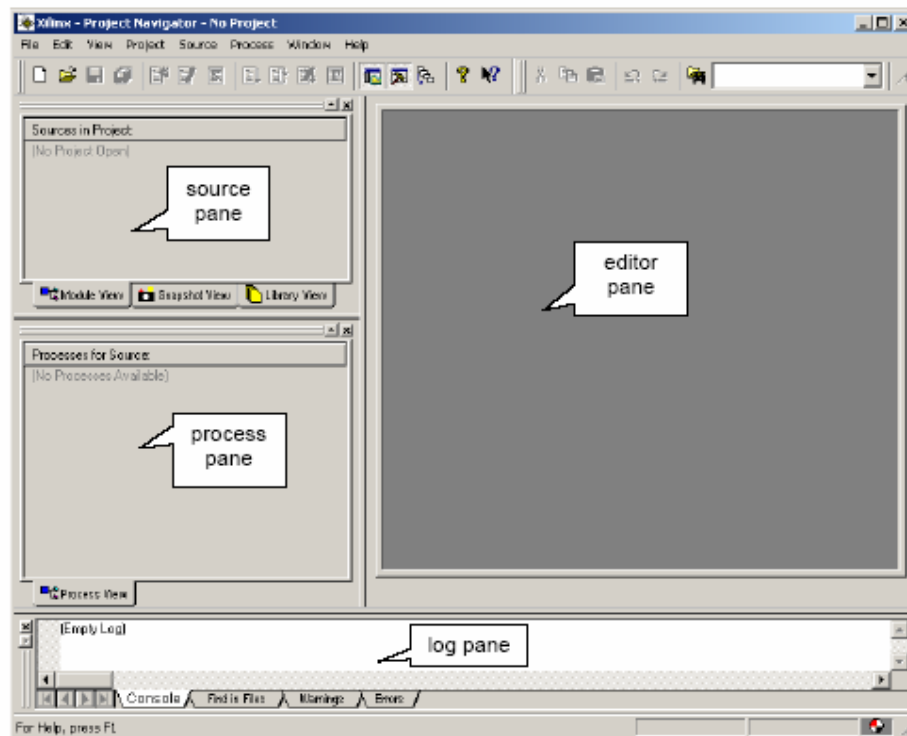 Xilinx - Project Navigator - No Project
File Edit View Project Source Process Window Help
Sources in Project:
(No Project Open)
source
pane
Module View Snapshot View Library View
editor
pane
Processes for Source:
(No Processes Available)
process
pane
Process View
(Empty Log)
log pane
Console Find in Files Warnings Errors
For Help, press F1